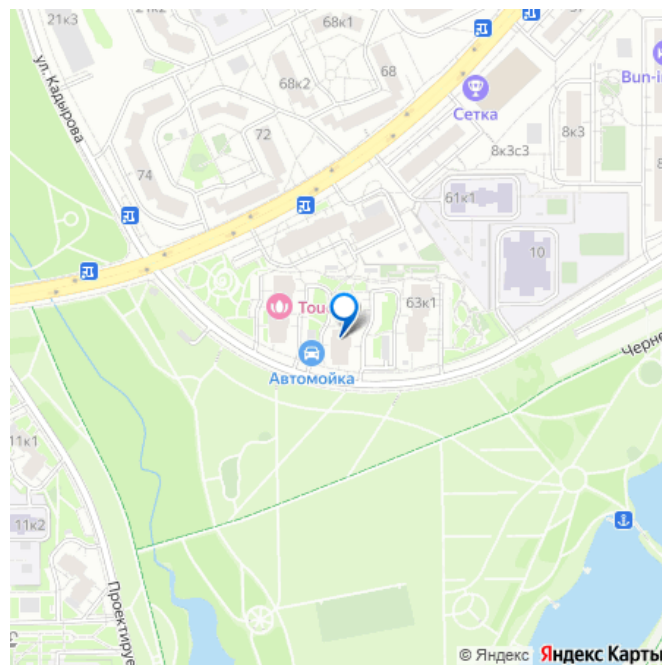 21к3
68к1
ул. Кадырова
68к2
68
Bun-i
Сетка
72
8к3
8к3с3
74
61к1
10
Tou
63к1
Черне
Автомойка
11к1
11к2
Проектируе
© Яндекс Яндекс Карты